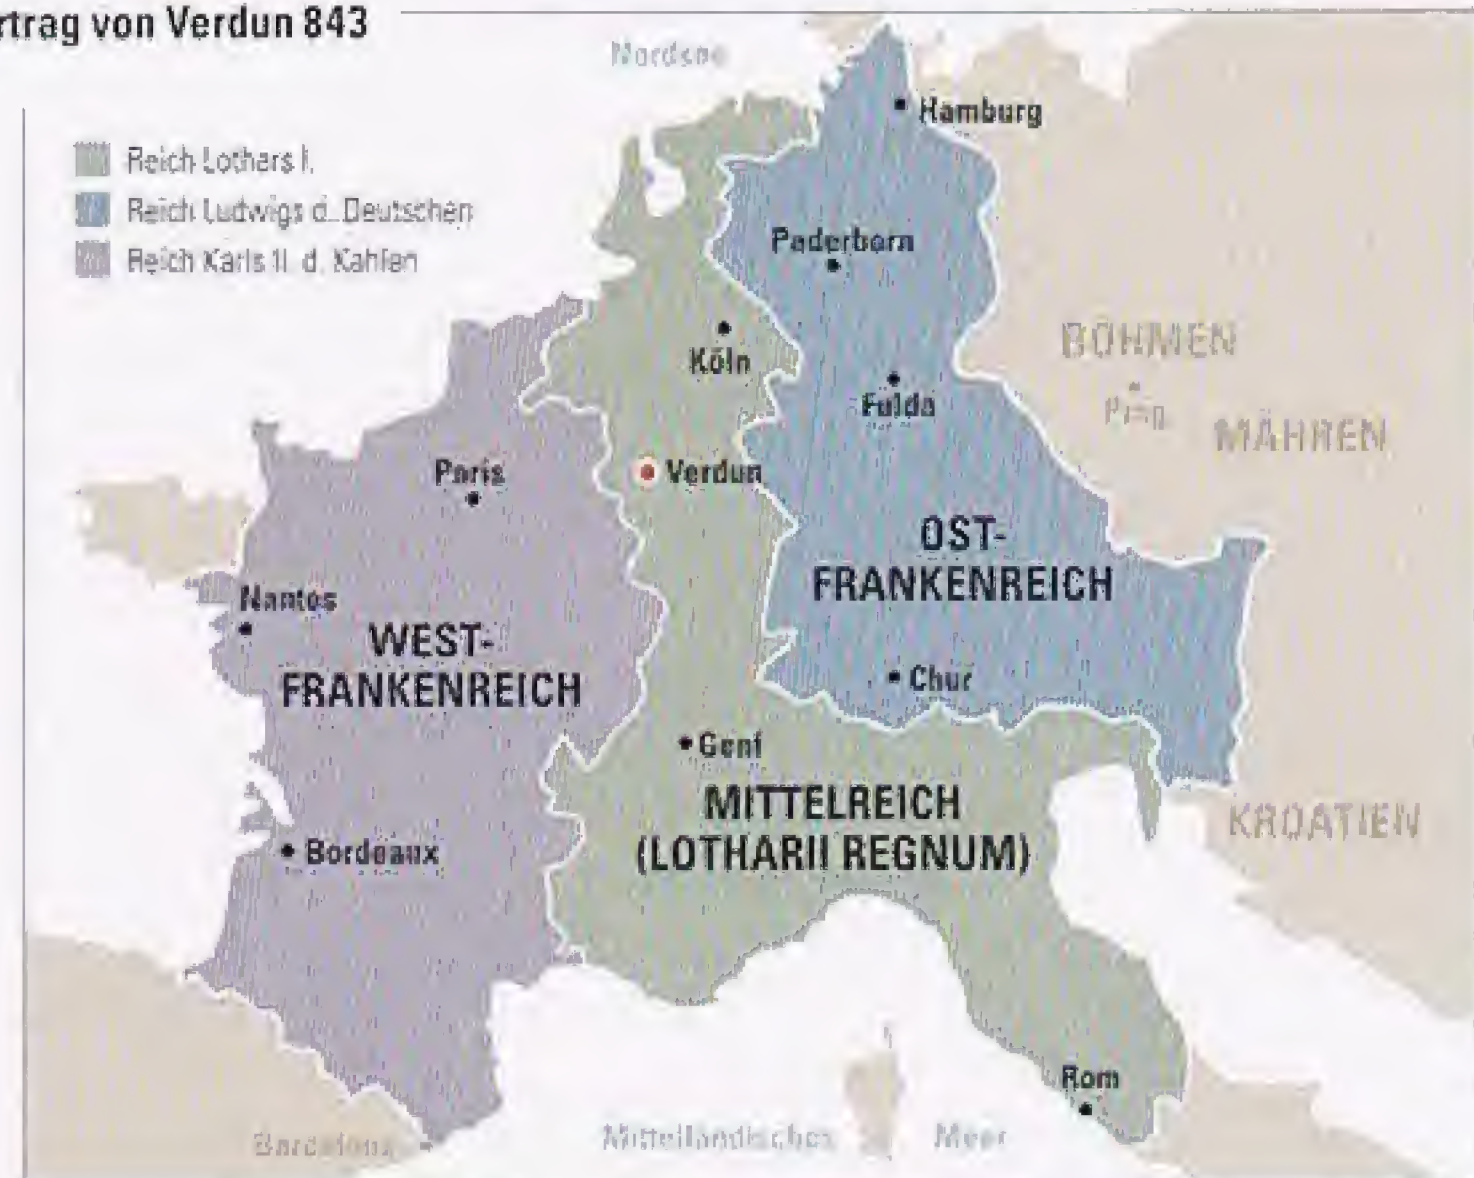 rtrag von Verdun 843
Nordsee
Reich Lothars I.
Reich Ludwigs d. Deutschen
Reich Karls II. d. Kahlen
Hamburg
Paderborn
Köln
Fulda
BÖHMEN
Prag
MÄHREN
Paris
Verdun
OST-
FRANKENREICH
Nantes
WEST-
FRANKENREICH
Chur
Genf
MITTELREICH
(LOTHARII REGNUM)
KROATIEN
Bordeaux
Rom
Barcelona
Mittelländisches Meer